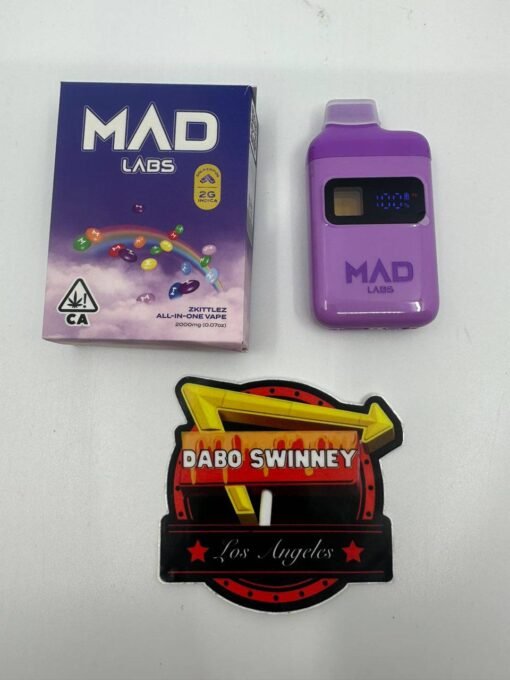 MAD
LABS
2G
INDICA
ZKITTLEZ
ALL-IN-ONE VAPE
2000mg (0.07oz)
!
CA
100%
MAD
LABS
DABO SWINNEY
Los Angeles